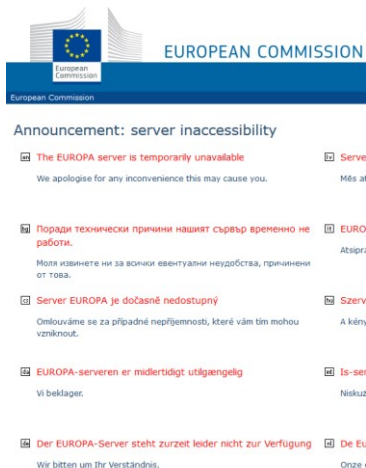 European
Commission
EUROPEAN COMMISSION
European Commission
Announcement: server inaccessibility
en The EUROPA server is temporarily unavailable
We apologise for any inconvenience this may cause you.
bg Поради технически причини нашият сървър временно не
работи.
Моля извинете ни за всички евентуални неудобства, причинени
от това.
cz Server EUROPA je dočasně nedostupný
Omlouváme se za případné nepříjemnosti, které vám tím mohou
vzniknout.
da EUROPA-serveren er midlertidigt utilgængelig
Vi beklager.
de Der EUROPA-Server steht zurzeit leider nicht zur Verfügung
Wir bitten um Ihr Verständnis.
lv Serve
Mēs at
lt EURO
Atsipra
hu Szerv
A kény
mt Is-ser
Niskuż
nl De Eu
Onze e